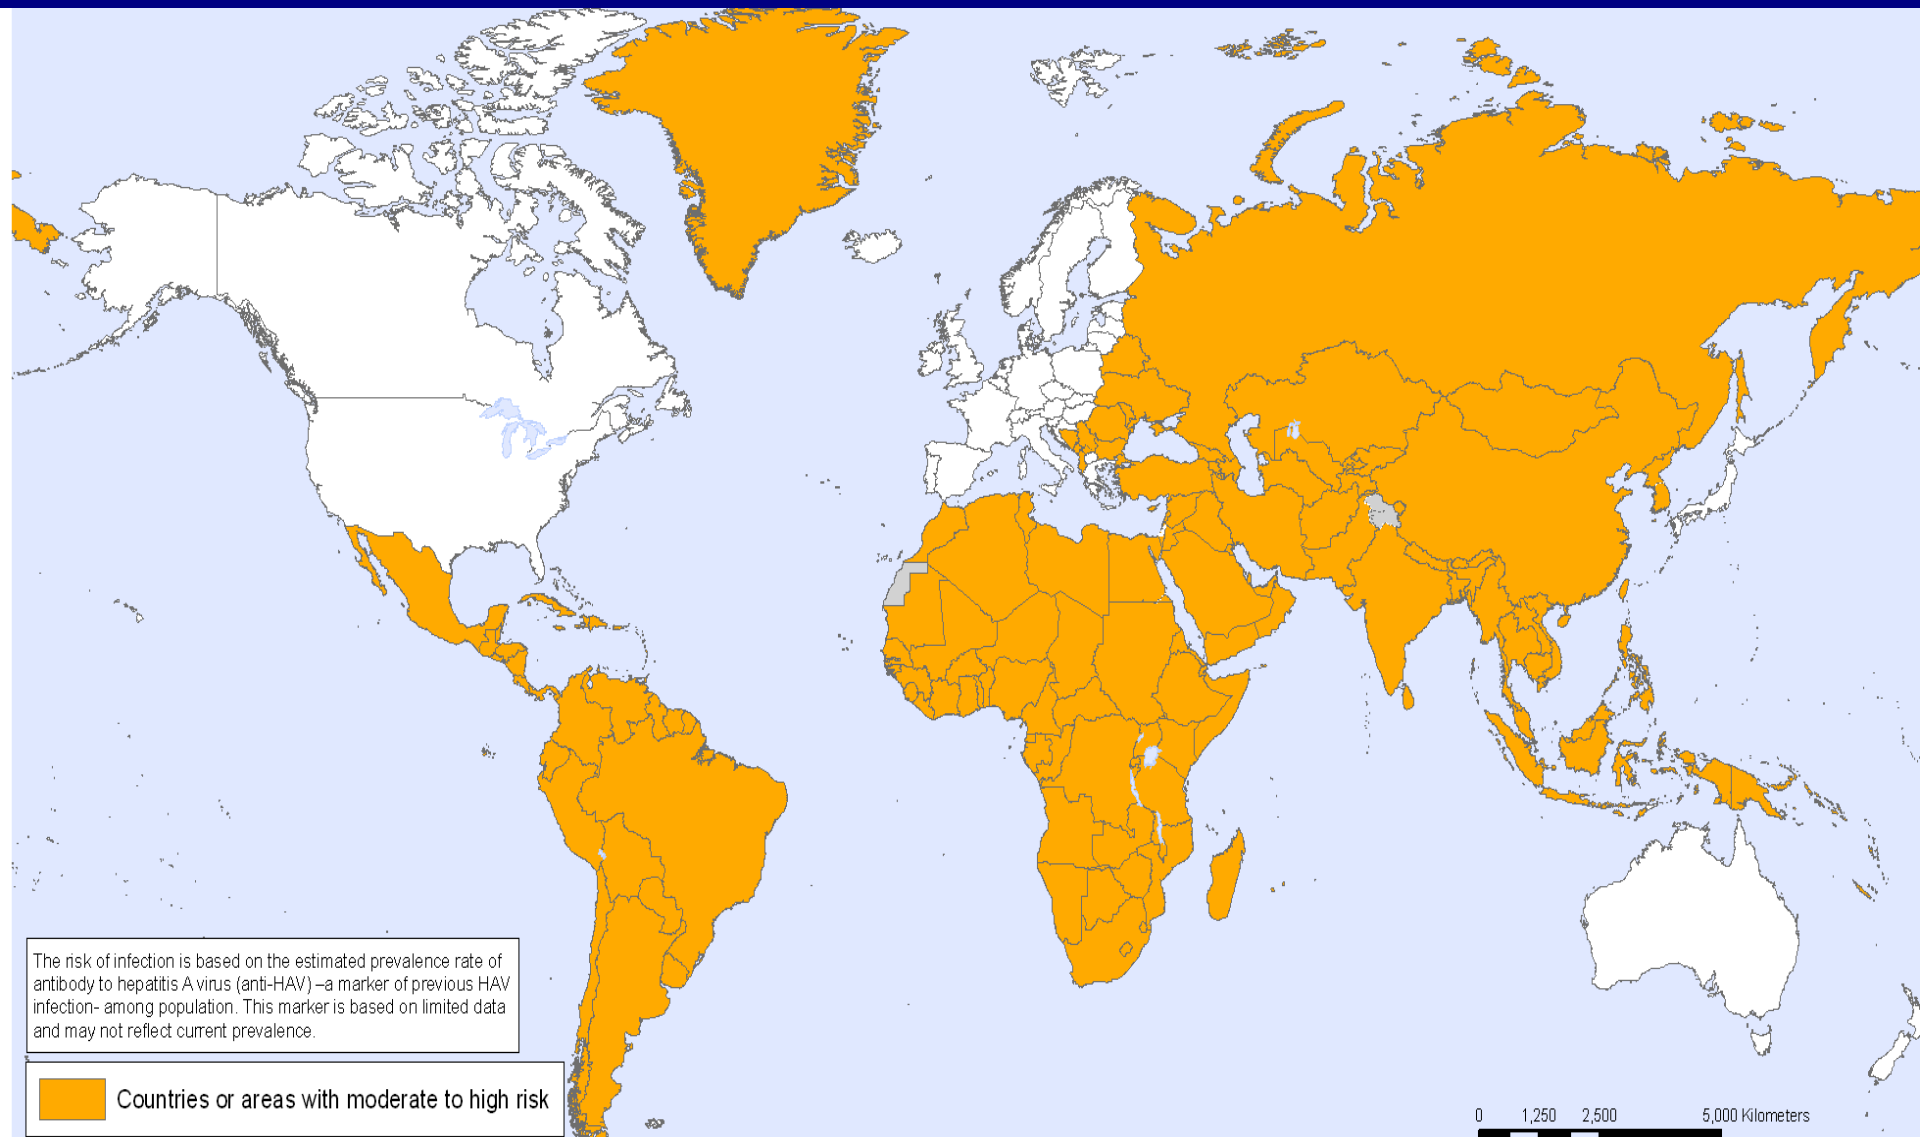 The risk of infection is based on the estimated prevalence rate of
antibody to hepatitis A virus (anti-HAV) –a marker of previous HAV
infection- among population. This marker is based on limited data
and may not reflect current prevalence.
Countries or areas with moderate to high risk
0 1,250 2,500 5,000 Kilometers